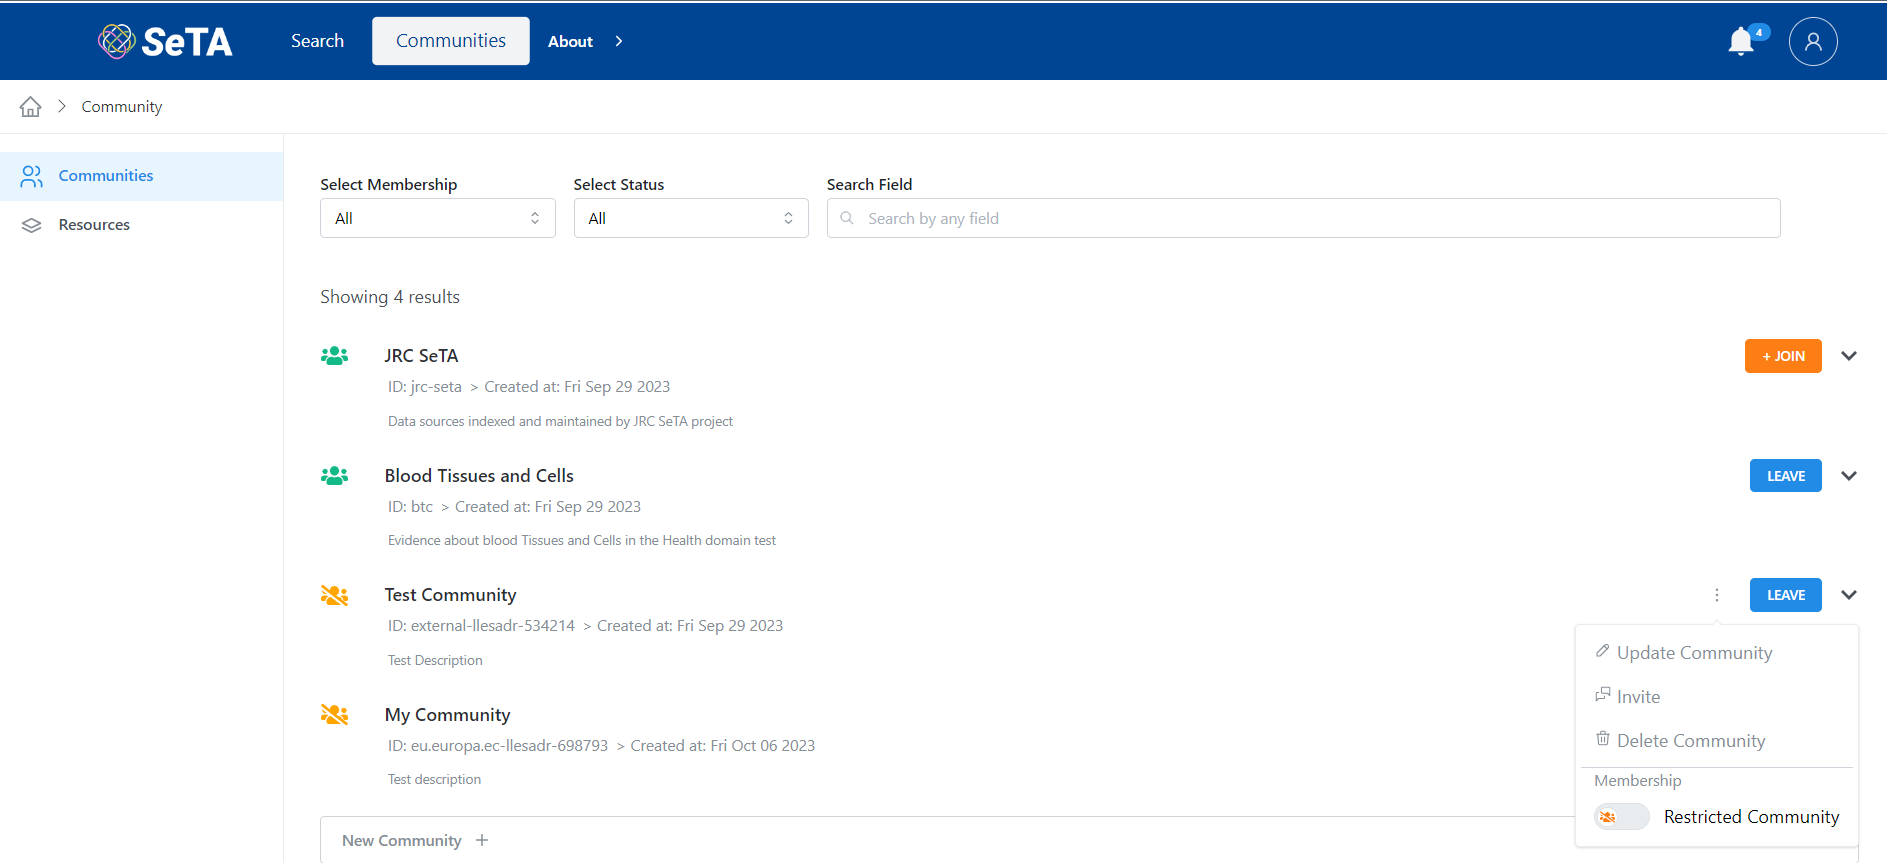 SeTA Search Communities About 4
Community
Communities
Resources
Select Membership Select Status Search Field
All All Search by any field
Showing 4 results
JRC SeTA + JOIN
ID: jrc-seta > Created at: Fri Sep 29 2023
Data sources indexed and maintained by JRC SeTA project
Blood Tissues and Cells LEAVE
ID: btc > Created at: Fri Sep 29 2023
Evidence about blood Tissues and Cells in the Health domain test
Test Community LEAVE
ID: external-llesadr-534214 > Created at: Fri Sep 29 2023
Test Description
My Community
ID: eu.europa.ec-llesadr-698793 > Created at: Fri Oct 06 2023
Test description
New Community +
Update Community
Invite
Delete Community
Membership
Restricted Community